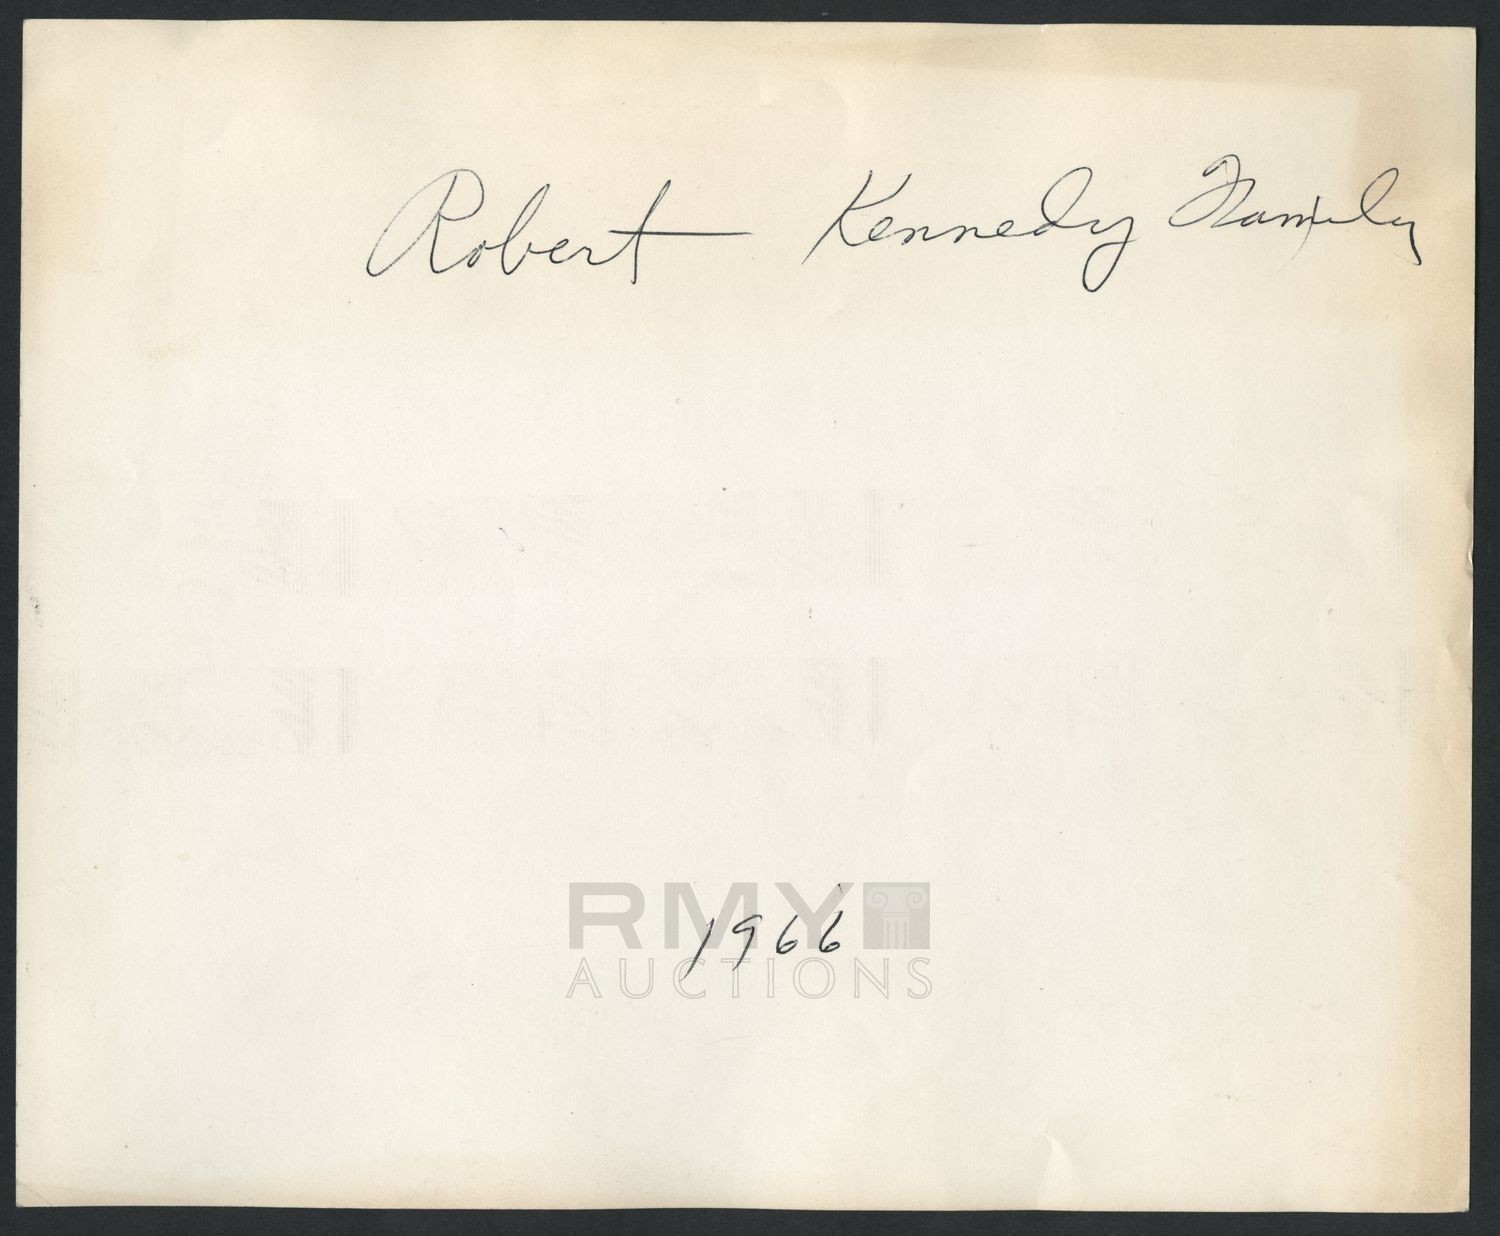 Robert Kennedy Family
1966
RMY
AUCTIONS